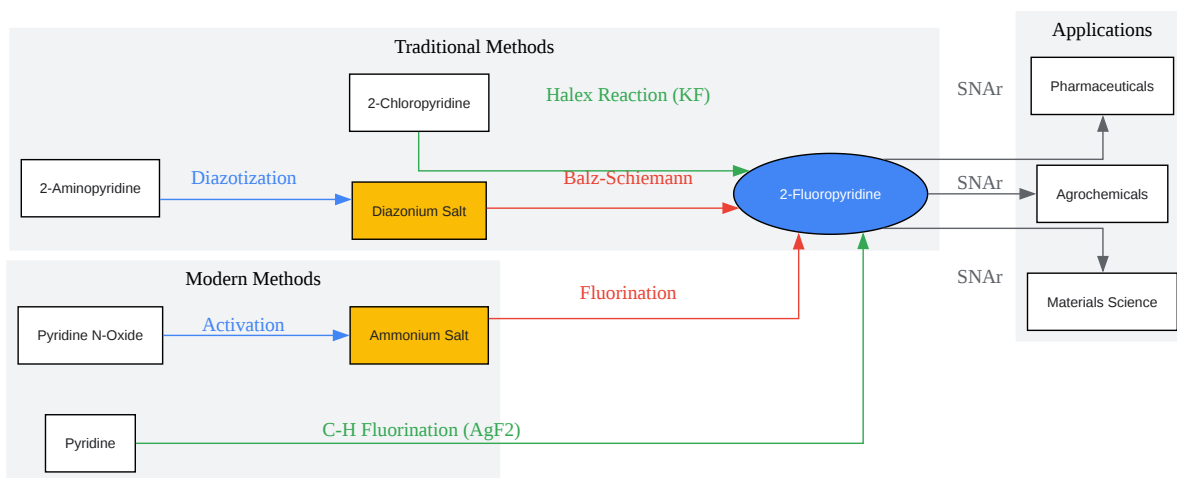 Traditional Methods
2-Chloropyridine
Halex Reaction (KF)
2-Aminopyridine
Diazotization
Diazonium Salt
Balz-Schiemann
2-Fluoropyridine
Modern Methods
Pyridine N-Oxide
Activation
Ammonium Salt
Fluorination
Pyridine
C-H Fluorination (AgF2)
Applications
SNAr
Pharmaceuticals
SNAr
Agrochemicals
SNAr
Materials Science